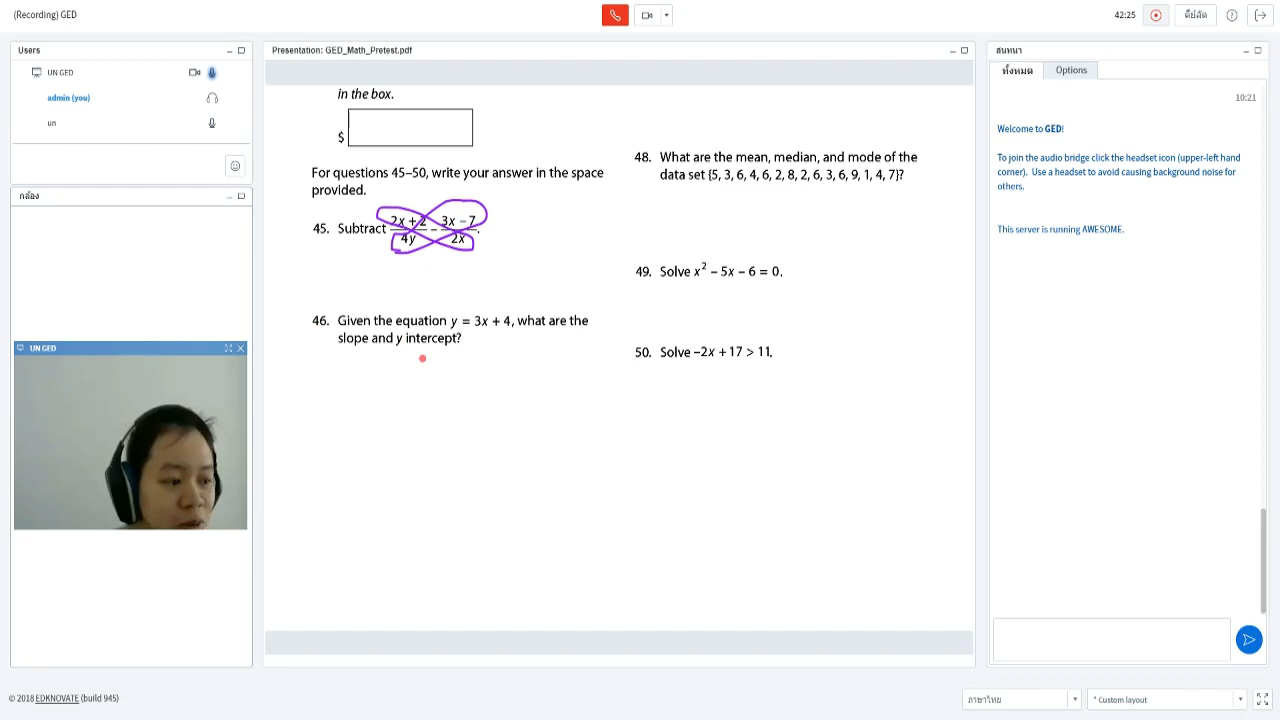 (Recording) GED
42:25
คีย์ลัด
Users
UN GED
admin (you)
un
กล้อง
UN GED
Presentation: GED_Math_Pretest.pdf
in the box.
$
For questions 45–50, write your answer in the space
provided.
45. Subtract (2x + 2)/(4y) − (3x − 7)/(2x).
46. Given the equation y = 3x + 4, what are the
slope and y intercept?
48. What are the mean, median, and mode of the
data set {5, 3, 6, 4, 6, 2, 8, 2, 6, 3, 6, 9, 1, 4, 7}?
49. Solve x² − 5x − 6 = 0.
50. Solve −2x + 17 > 11.
สนทนา
ทั้งหมด
Options
10:21
Welcome to GED!
To join the audio bridge click the headset icon (upper-left hand
corner). Use a headset to avoid causing background noise for
others.
This server is running AWESOME.
© 2018 EDKNOVATE (build 945)
ภาษาไทย
* Custom layout